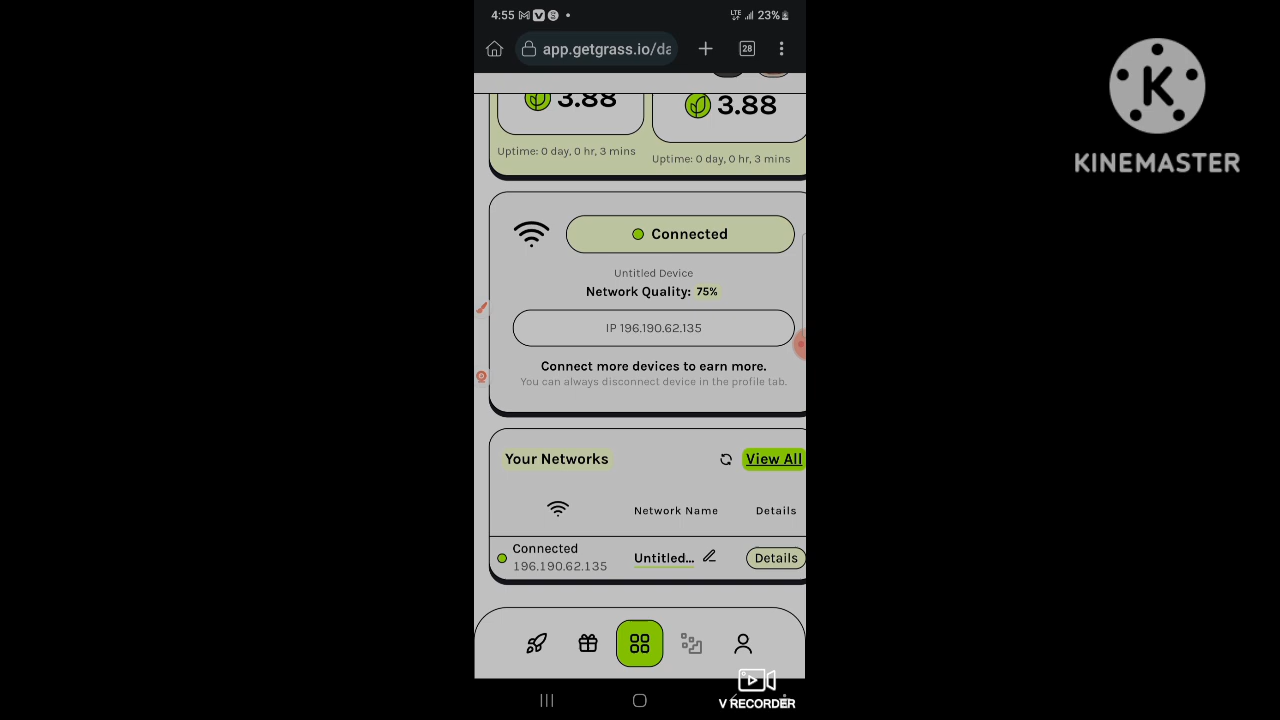 4:55
LTE
23%
app.getgrass.io/da
28
3.88
3.88
Uptime: 0 day, 0 hr, 3 mins
Uptime: 0 day, 0 hr, 3 mins
Connected
Untitled Device
Network Quality: 75%
IP 196.190.62.135
Connect more devices to earn more.
You can always disconnect device in the profile tab.
Your Networks
View All
Network Name
Details
Connected
196.190.62.135
Untitled...
Details
V RECORDER
K
KINEMASTER